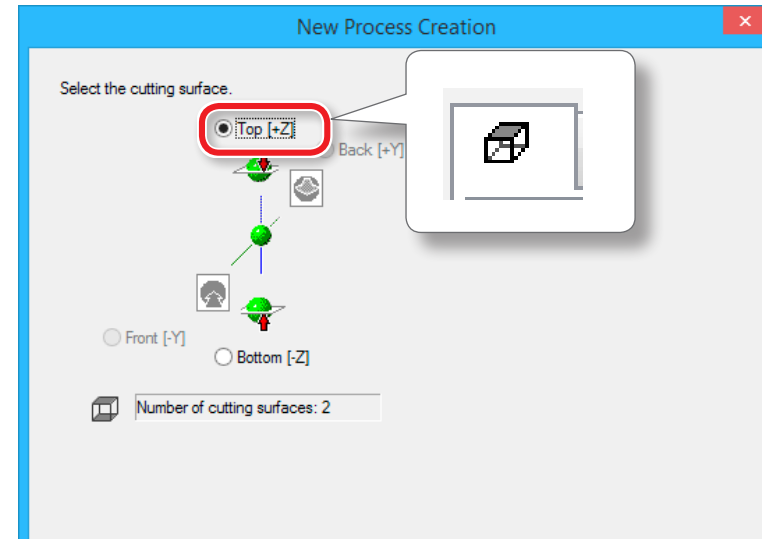 New Process Creation
Select the cutting surface.
Top [+Z]
Back [+Y]
Front [-Y]
Bottom [-Z]
Number of cutting surfaces: 2